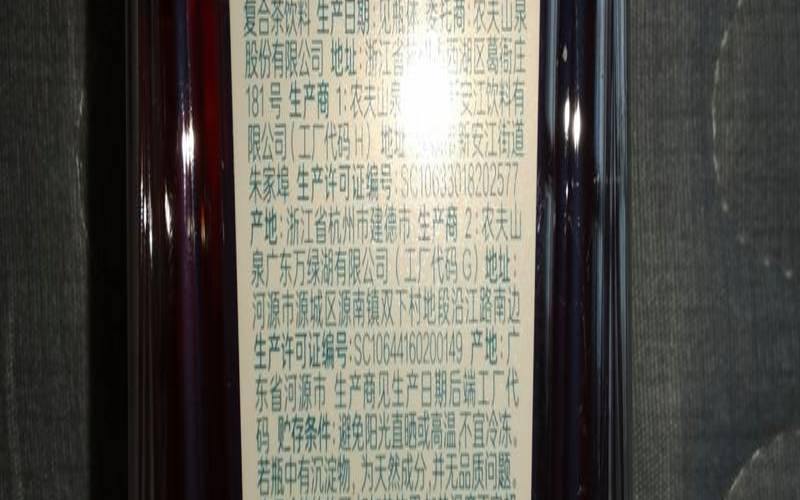 复合茶饮料 生产日期:见瓶体 委托商:农夫山泉
股份有限公司 地址:浙江省杭州 西湖区葛衙庄
181号 生产商 1:农夫山泉 安江饮料有
限公司(工厂代码H) 地址 新安江街道
朱家埠 生产许可证编号:SC10633018202577
产地:浙江省杭州市建德市 生产商 2:农夫山
泉广东万绿湖有限公司(工厂代码G)地址:
河源市源城区源南镇双下村地段沿江路南边
生产许可证编号:SC10644160200149 产地:广
东省河源市 生产商见生产日期后端工厂代
码 贮存条件:避免阳光直晒或高温,不宜冷冻。
若瓶中有沉淀物,为天然成分,并无品质问题。